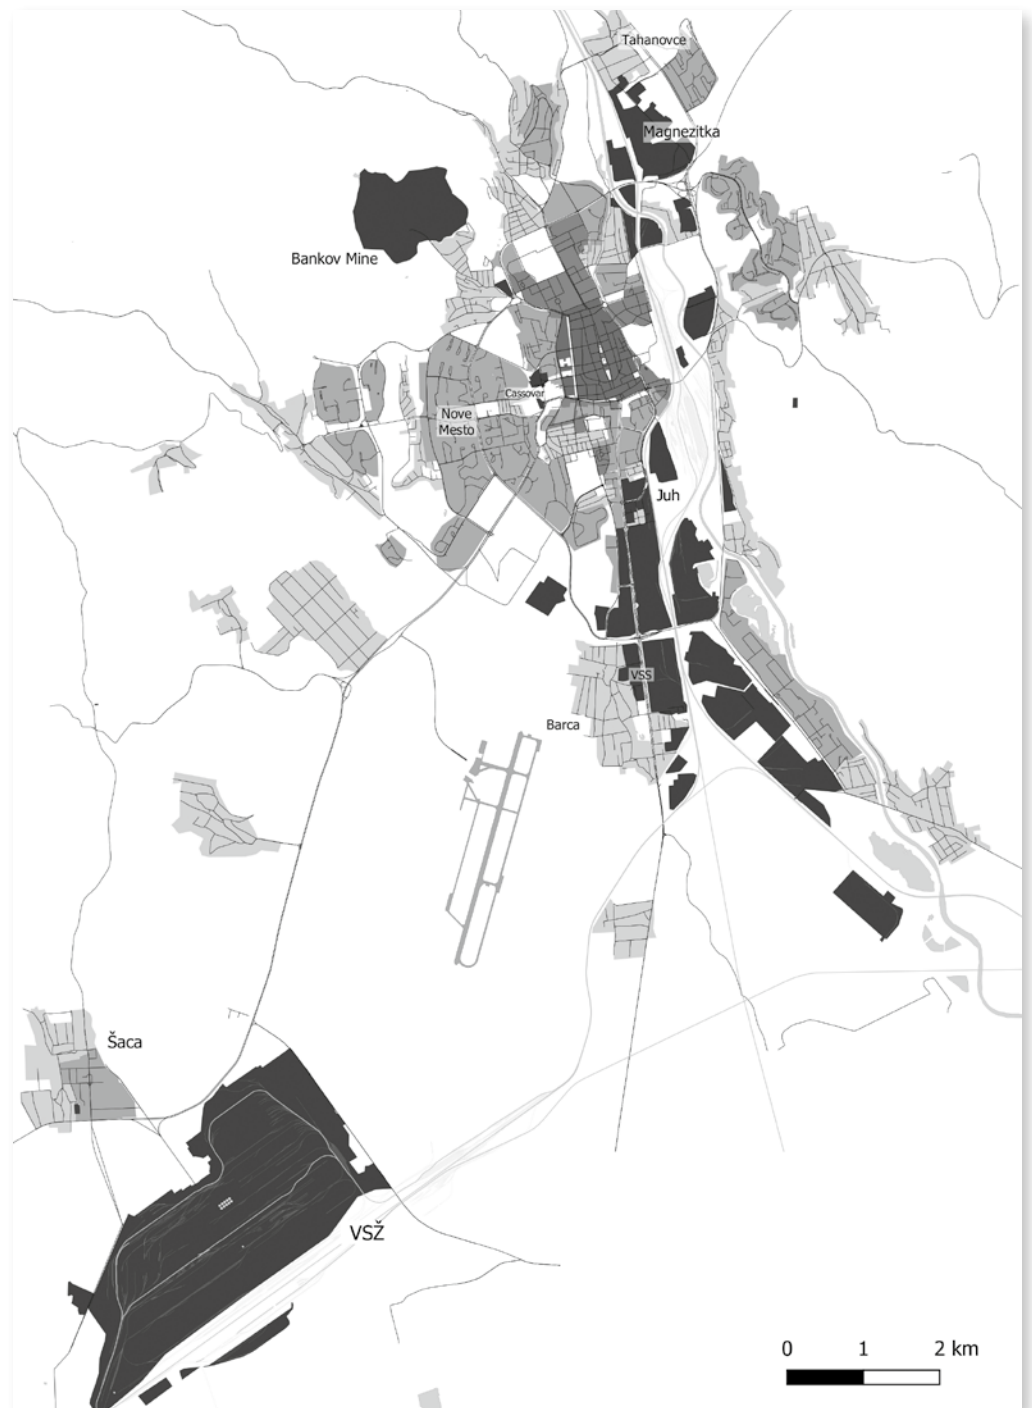 Tahanovce
Magnezitka
Bankov Mine
Cassovar
Nove
Mesto
Juh
VSS
Barca
Šaca
VSŽ
0 1 2 km